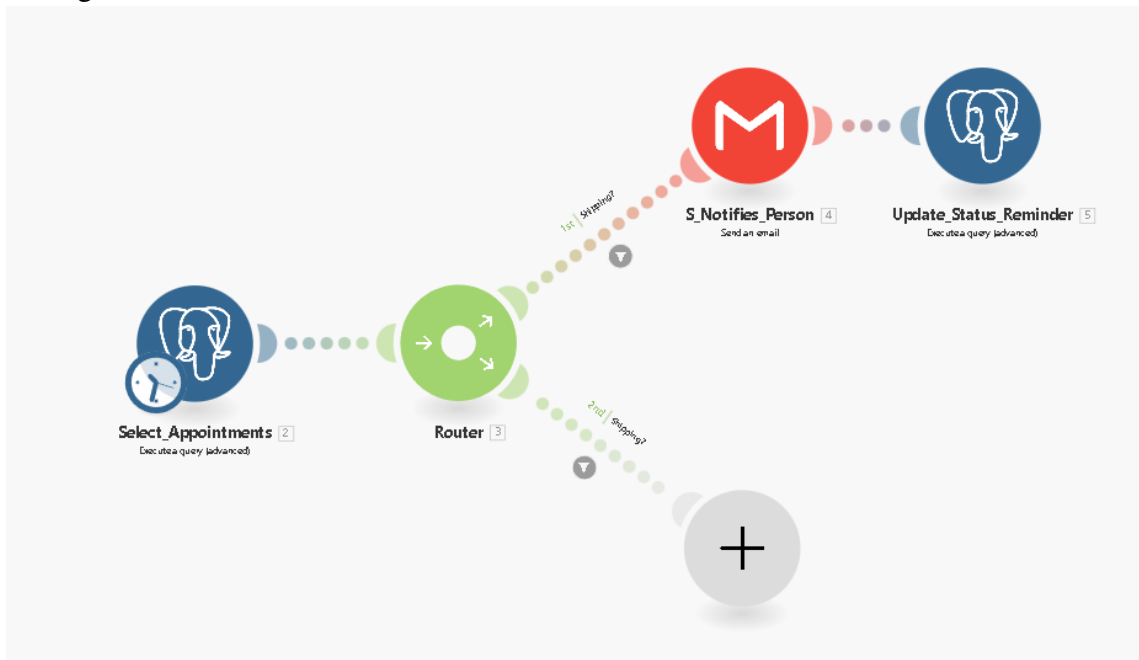 1st Shipping?
S_Notifies_Person 4
Send an email
Update_Status_Reminder 5
Execute a query (advanced)
Select_Appointments 2
Execute a query (advanced)
Router 3
2nd Shipping?